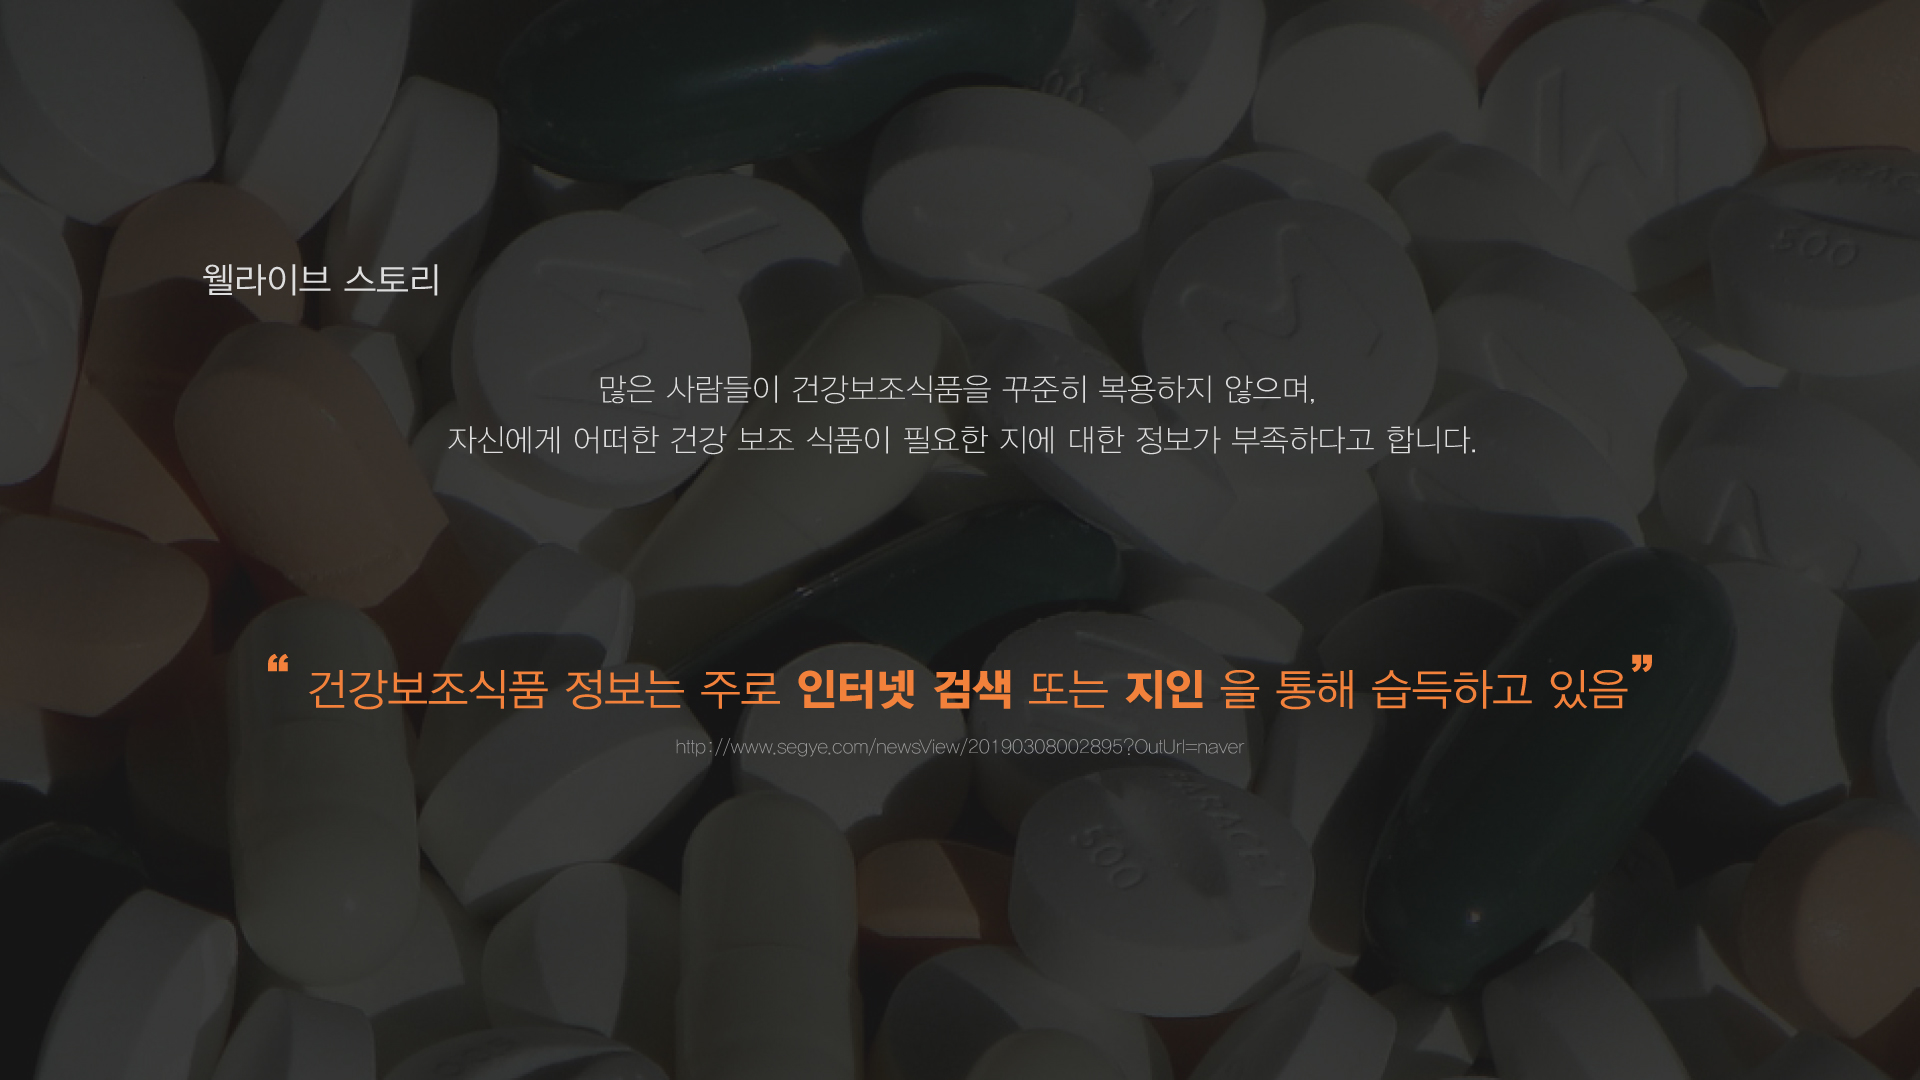 웰라이브 스토리
많은 사람들이 건강보조식품을 꾸준히 복용하지 않으며,
자신에게 어떠한 건강 보조 식품이 필요한 지에 대한 정보가 부족하다고 합니다.
“ 건강보조식품 정보는 주로 인터넷 검색 또는 지인 을 통해 습득하고 있음”
http://www.segye.com/newsView/20190308002895?OutUrl=naver